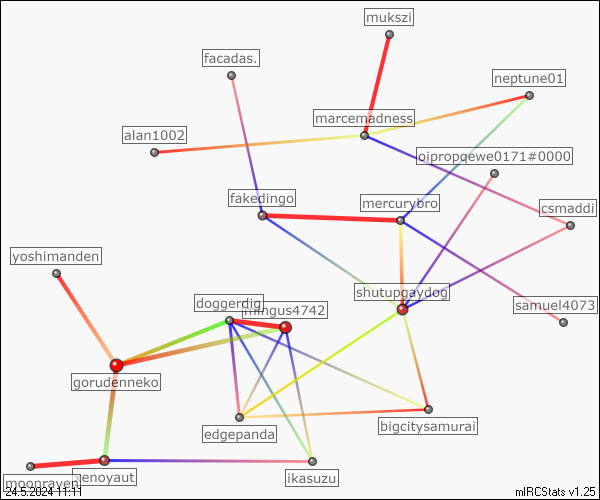 mukszi
facadas.
neptune01
marcemadness
alan1002
oipropqewe0171#0000
fakedingo
mercurybro
csmaddi
yoshimanden
shutupgaydog
doggerdig
mingus4742
samuel4073
gorudenneko
bigcitysamurai
edgepanda
moonraven
xenoyaut
ikasuzu
24.5.2024 11:11
mIRCStats v1.25